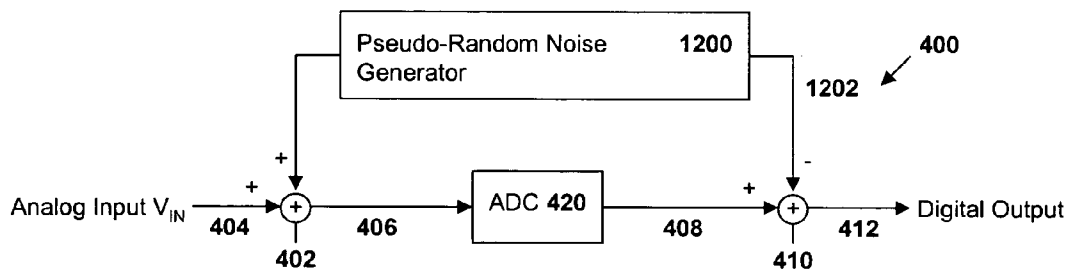 Pseudo-Random Noise 1200
Generator
400
1202
+
-
Analog Input VIN
+
+
ADC 420
+
+
Digital Output
404
406
408
412
402
410